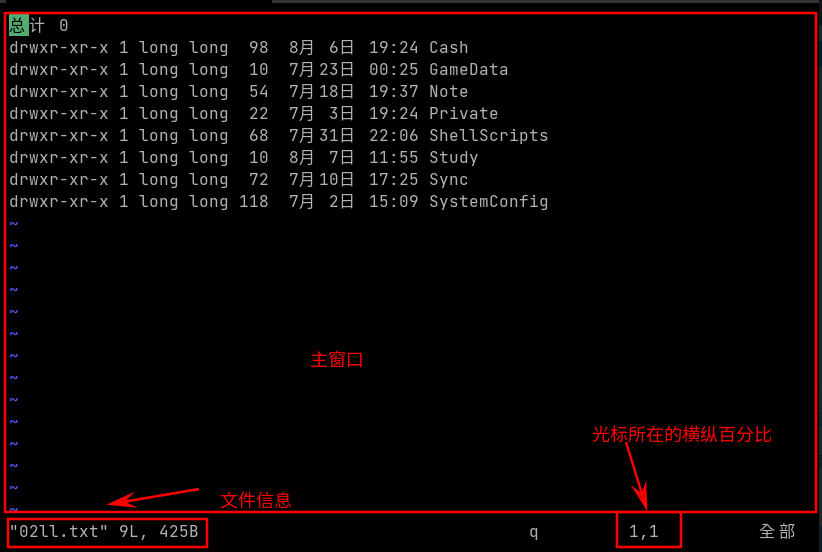 总计 0
drwxr-xr-x 1 long long  98  8月  6日 19:24 Cash
drwxr-xr-x 1 long long  10  7月 23日 00:25 GameData
drwxr-xr-x 1 long long  54  7月 18日 19:37 Note
drwxr-xr-x 1 long long  22  7月  3日 19:24 Private
drwxr-xr-x 1 long long  68  7月 31日 22:06 ShellScripts
drwxr-xr-x 1 long long  10  8月  7日 11:55 Study
drwxr-xr-x 1 long long  72  7月 10日 17:25 Sync
drwxr-xr-x 1 long long 118  7月  2日 15:09 SystemConfig
~
~
~
~
~
~
~
主窗口
~
~
~
光标所在的横纵百分比
~
~
~
文件信息
~
"02ll.txt" 9L, 425B q 1,1 全部